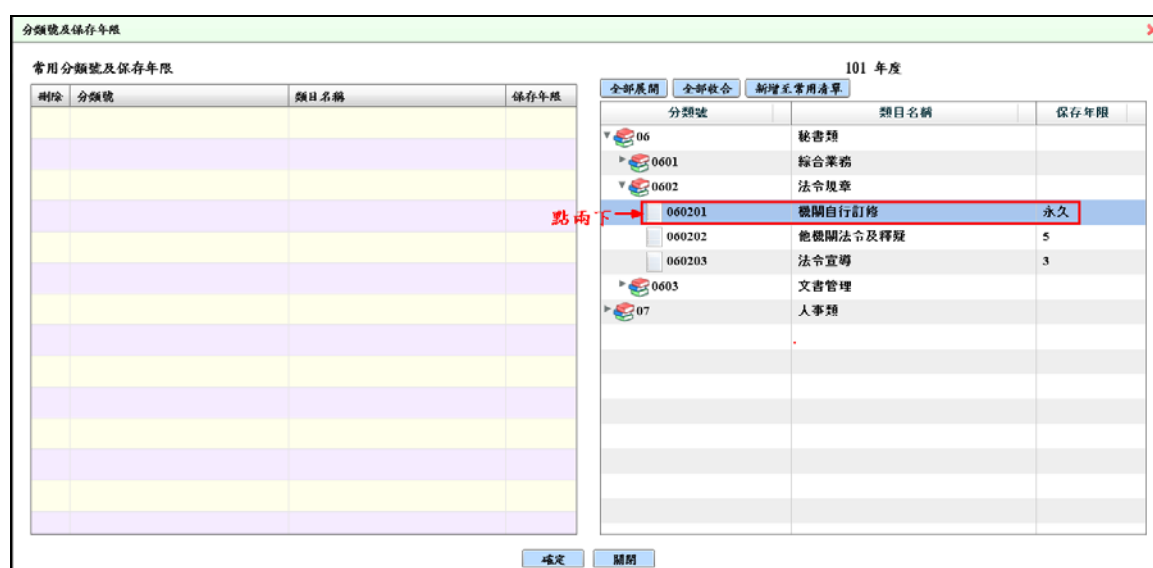 分類號及保存年限
常用分類號及保存年限
刪除 分類號 類目名稱 保存年限
101 年度
全部展開 全部收合 新增至常用清單
分類號 類目名稱 保存年限
06 秘書類
0601 綜合業務
0602 法令規章
點兩下
060201 機關自行訂修 永久
060202 他機關法令及釋疑 5
060203 法令宣導 3
0603 文書管理
07 人事類
確定 關閉